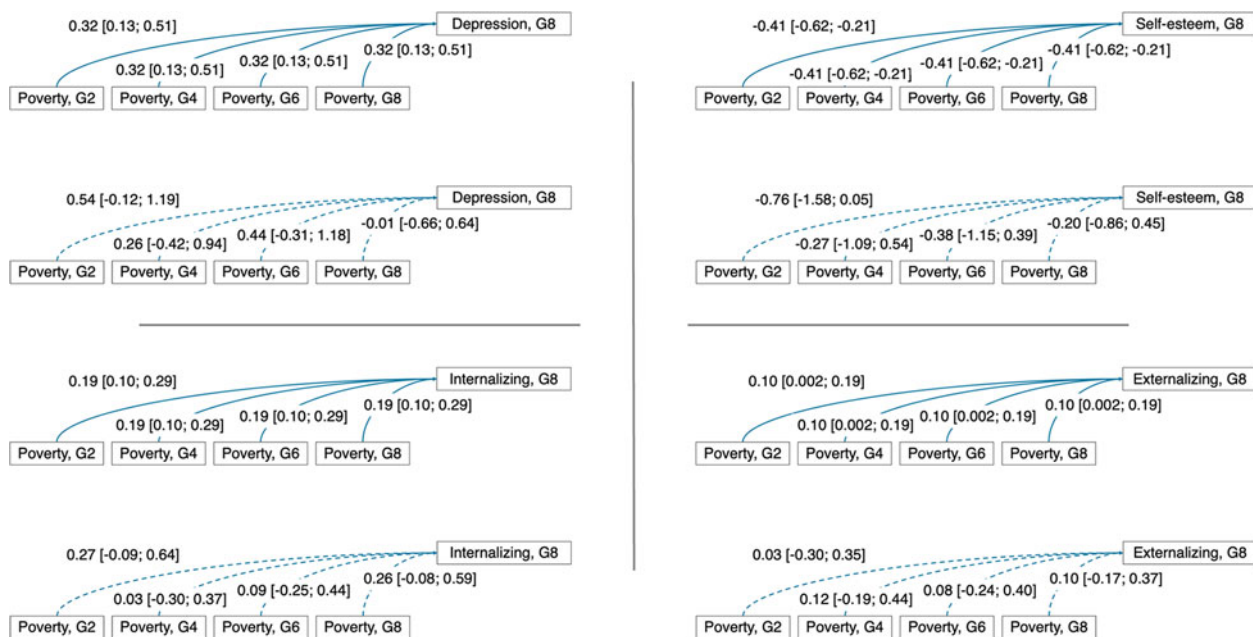 0.32 [0.13; 0.51]
Depression, G8
0.32 [0.13; 0.51]
0.32 [0.13; 0.51]
0.32 [0.13; 0.51]
Poverty, G2
Poverty, G4
Poverty, G6
Poverty, G8
-0.41 [-0.62; -0.21]
Self-esteem, G8
-0.41 [-0.62; -0.21]
-0.41 [-0.62; -0.21]
-0.41 [-0.62; -0.21]
Poverty, G2
Poverty, G4
Poverty, G6
Poverty, G8
0.54 [-0.12; 1.19]
Depression, G8
-0.01 [-0.66; 0.64]
0.44 [-0.31; 1.18]
0.26 [-0.42; 0.94]
Poverty, G2
Poverty, G4
Poverty, G6
Poverty, G8
-0.76 [-1.58; 0.05]
Self-esteem, G8
-0.20 [-0.86; 0.45]
-0.38 [-1.15; 0.39]
-0.27 [-1.09; 0.54]
Poverty, G2
Poverty, G4
Poverty, G6
Poverty, G8
0.19 [0.10; 0.29]
Internalizing, G8
0.19 [0.10; 0.29]
0.19 [0.10; 0.29]
0.19 [0.10; 0.29]
Poverty, G2
Poverty, G4
Poverty, G6
Poverty, G8
0.10 [0.002; 0.19]
Externalizing, G8
0.10 [0.002; 0.19]
0.10 [0.002; 0.19]
0.10 [0.002; 0.19]
Poverty, G2
Poverty, G4
Poverty, G6
Poverty, G8
0.27 [-0.09; 0.64]
Internalizing, G8
0.26 [-0.08; 0.59]
0.09 [-0.25; 0.44]
0.03 [-0.30; 0.37]
Poverty, G2
Poverty, G4
Poverty, G6
Poverty, G8
0.03 [-0.30; 0.35]
Externalizing, G8
0.10 [-0.17; 0.37]
0.08 [-0.24; 0.40]
0.12 [-0.19; 0.44]
Poverty, G2
Poverty, G4
Poverty, G6
Poverty, G8